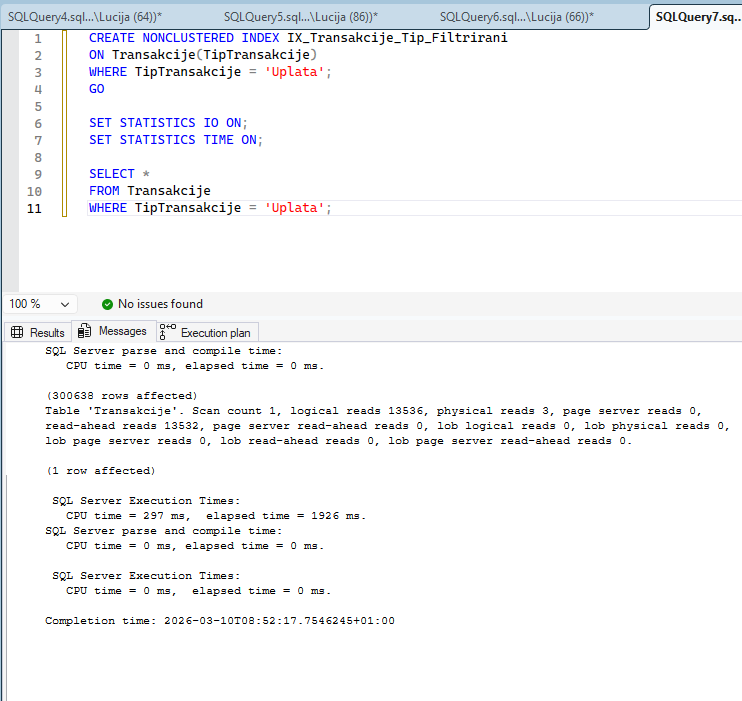 SQLQuery4.sql...\Lucija (64))* SQLQuery5.sql...\Lucija (86))* SQLQuery6.sql...\Lucija (66))* SQLQuery7.sq...
1 CREATE NONCLUSTERED INDEX IX_Transakcije_Tip_Filtrirani
2 ON Transakcije(TipTransakcije)
3 WHERE TipTransakcije = 'Uplata';
4 GO
5
6 SET STATISTICS IO ON;
7 SET STATISTICS TIME ON;
8
9 SELECT *
10 FROM Transakcije
11 WHERE TipTransakcije = 'Uplata';
100 % No issues found
Results Messages Execution plan
SQL Server parse and compile time:
CPU time = 0 ms, elapsed time = 0 ms.
(300638 rows affected)
Table 'Transakcije'. Scan count 1, logical reads 13536, physical reads 3, page server reads 0,
read-ahead reads 13532, page server read-ahead reads 0, lob logical reads 0, lob physical reads 0,
lob page server reads 0, lob read-ahead reads 0, lob page server read-ahead reads 0.
(1 row affected)
SQL Server Execution Times:
CPU time = 297 ms, elapsed time = 1926 ms.
SQL Server parse and compile time:
CPU time = 0 ms, elapsed time = 0 ms.
SQL Server Execution Times:
CPU time = 0 ms, elapsed time = 0 ms.
Completion time: 2026-03-10T08:52:17.7546245+01:00